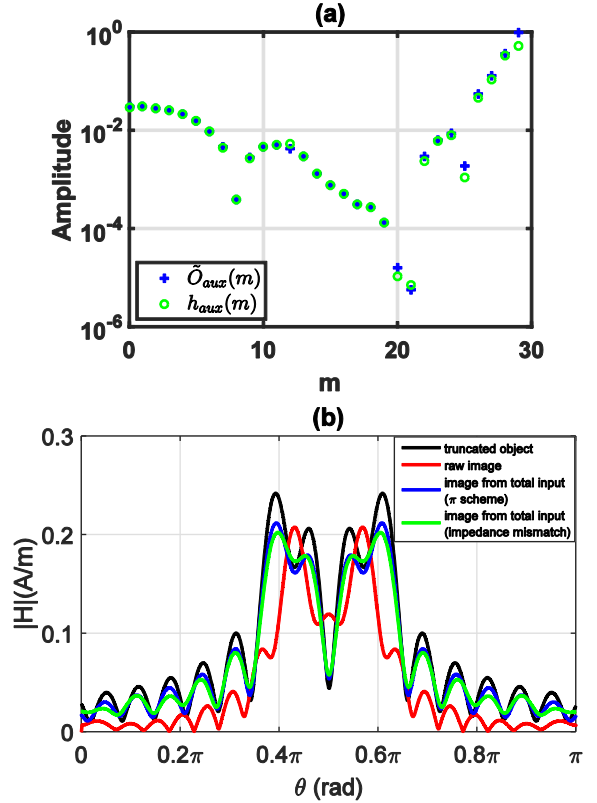 (a)
10^0
10^-2
10^-4
10^-6
Amplitude
Õ_aux(m)
h_aux(m)
0 10 20 30
m
(b)
0.3
0.2
0.1
0
|H|(A/m)
truncated object
raw image
image from total input
(π scheme)
image from total input
(impedance mismatch)
0 0.2π 0.4π 0.6π 0.8π π
θ (rad)